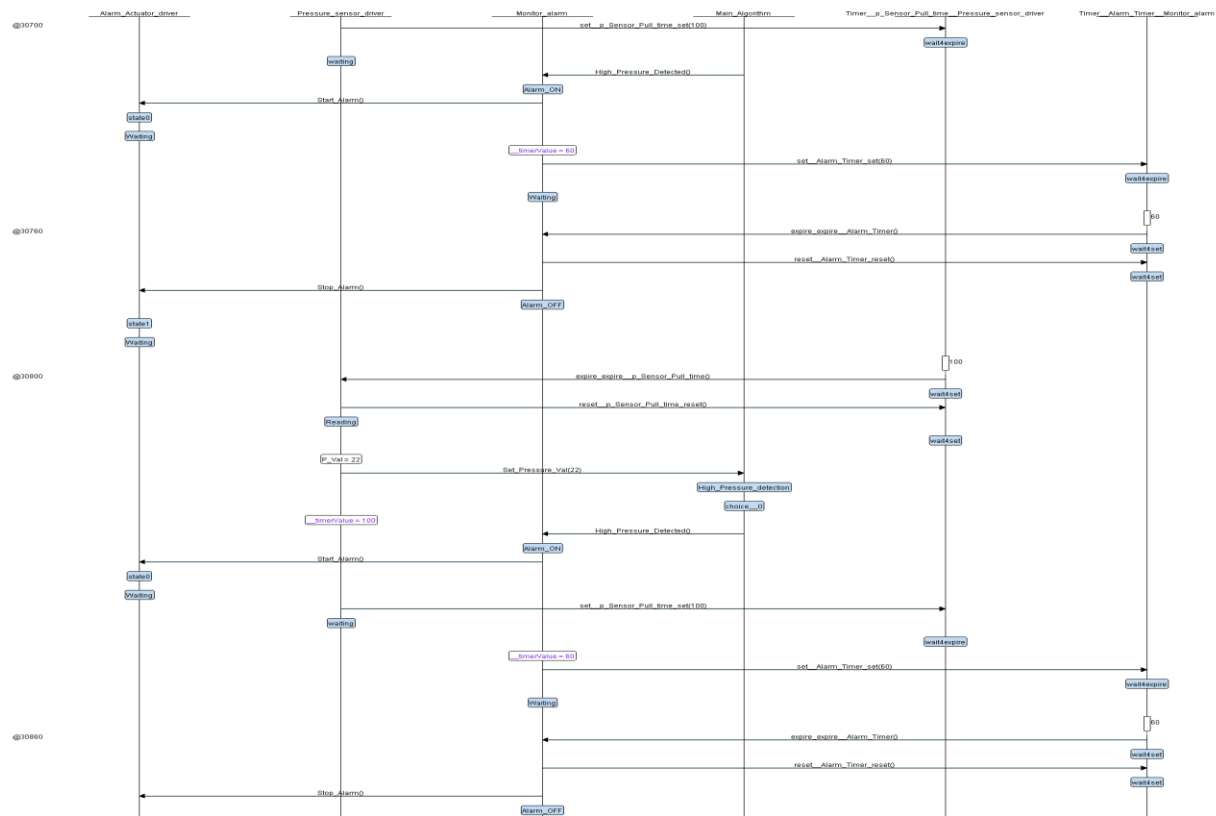 Alarm_Actuator_driver Pressure_sensor_driver Monitor_alarm Main_Algorithm Timer__p_Sensor_Pull_time__Pressure_sensor_driver Timer__Alarm_Timer__Monitor_alarm
@30700
set__p_Sensor_Pull_time_set(100)
wait4expire
waiting
High_Pressure_Detected()
Alarm_ON
Start_Alarm()
state0
Waiting
__timerValue = 60
set__Alarm_Timer_set(60)
wait4expire
Waiting
60
@30760
expire_expire__Alarm_Timer()
wait4set
reset__Alarm_Timer_reset()
wait4set
Stop_Alarm()
Alarm_OFF
state1
Waiting
100
@30800
expire_expire__p_Sensor_Pull_time()
wait4set
reset__p_Sensor_Pull_time_reset()
Reading
wait4set
P_Val = 22
Set_Pressure_Val(22)
High_Pressure_detection
choice__0
__timerValue = 100
High_Pressure_Detected()
Alarm_ON
Start_Alarm()
state0
Waiting
set__p_Sensor_Pull_time_set(100)
waiting
wait4expire
__timerValue = 60
set__Alarm_Timer_set(60)
wait4expire
Waiting
60
@30860
expire_expire__Alarm_Timer()
wait4set
reset__Alarm_Timer_reset()
wait4set
Stop_Alarm()
Alarm_OFF